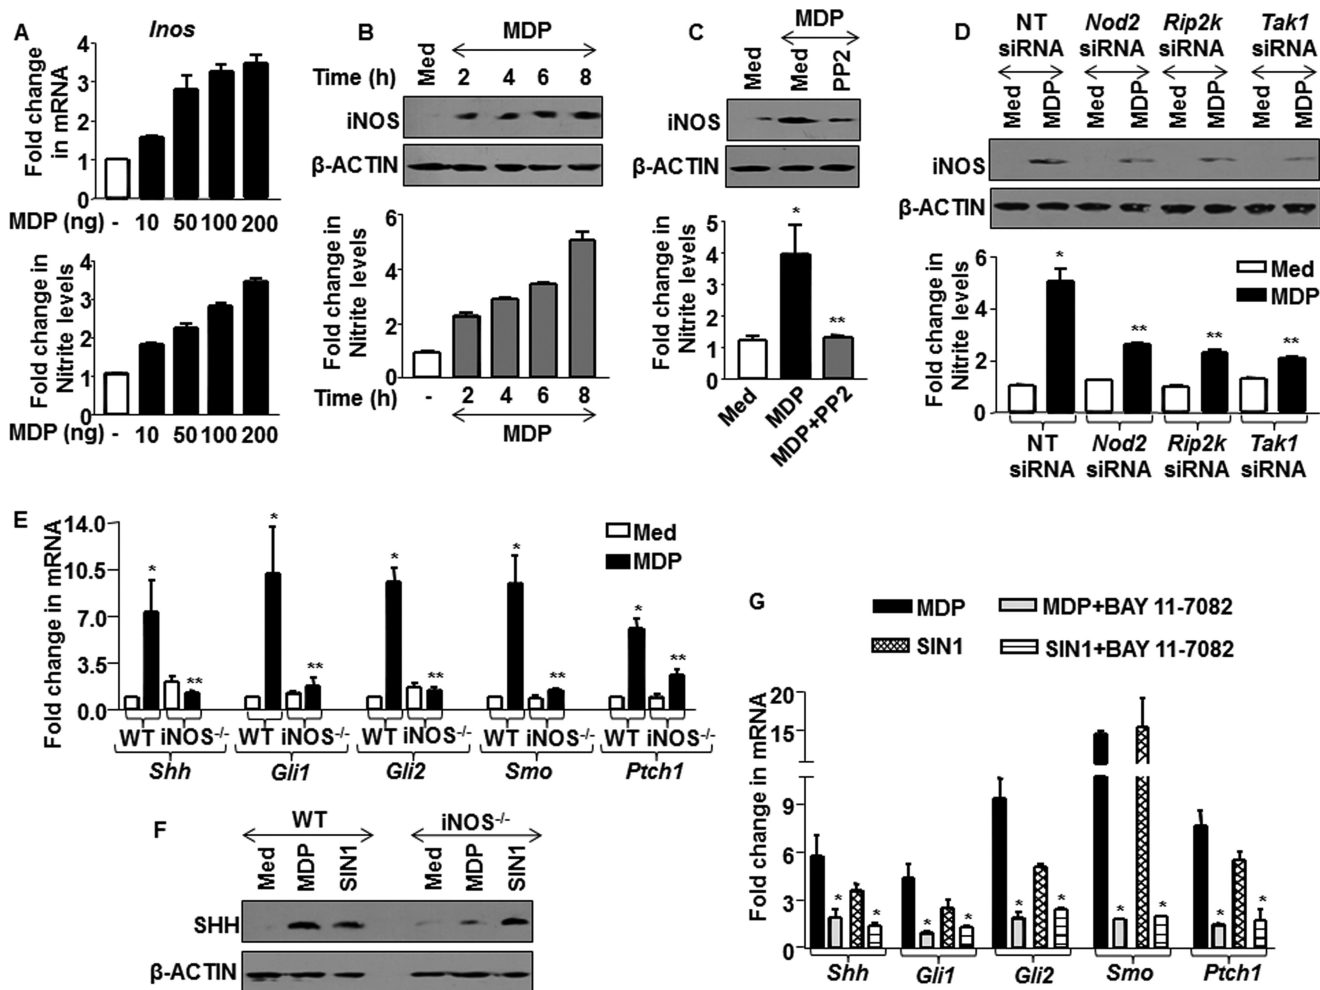 A
Inos
Fold change
in mRNA
4
3
2
1
0
MDP (ng) - 10 50 100 200
Fold change in
Nitrite levels
4
3
2
1
0
MDP (ng) - 10 50 100 200
B
MDP
Med
Time (h) 2 4 6 8
iNOS
β-ACTIN
Fold change in
Nitrite levels
6
4
2
0
Time (h) - 2 4 6 8
MDP
C
MDP
Med Med PP2
iNOS
β-ACTIN
Fold change in
Nitrite levels
5
4
3
2
1
0
*
**
Med MDP MDP+PP2
D
NT Nod2 Rip2k Tak1
siRNA siRNA siRNA siRNA
Med MDP Med MDP Med MDP Med MDP
iNOS
β-ACTIN
Fold change in
Nitrite levels
6
4
2
0
Med
MDP
* ** ** **
NT Nod2 Rip2k Tak1
siRNA siRNA siRNA siRNA
E
Fold change in mRNA
14.0
10.5
7.0
3.5
0.0
Med
MDP
* ** * ** * ** * ** * **
WT iNOS-/- WT iNOS-/- WT iNOS-/- WT iNOS-/- WT iNOS-/-
Shh Gli1 Gli2 Smo Ptch1
F
WT iNOS-/-
Med MDP SIN1 Med MDP SIN1
SHH
β-ACTIN
G
MDP MDP+BAY 11-7082
SIN1 SIN1+BAY 11-7082
Fold change in mRNA
20
15
9
6
3
0
* * * * * * * * * *
Shh Gli1 Gli2 Smo Ptch1